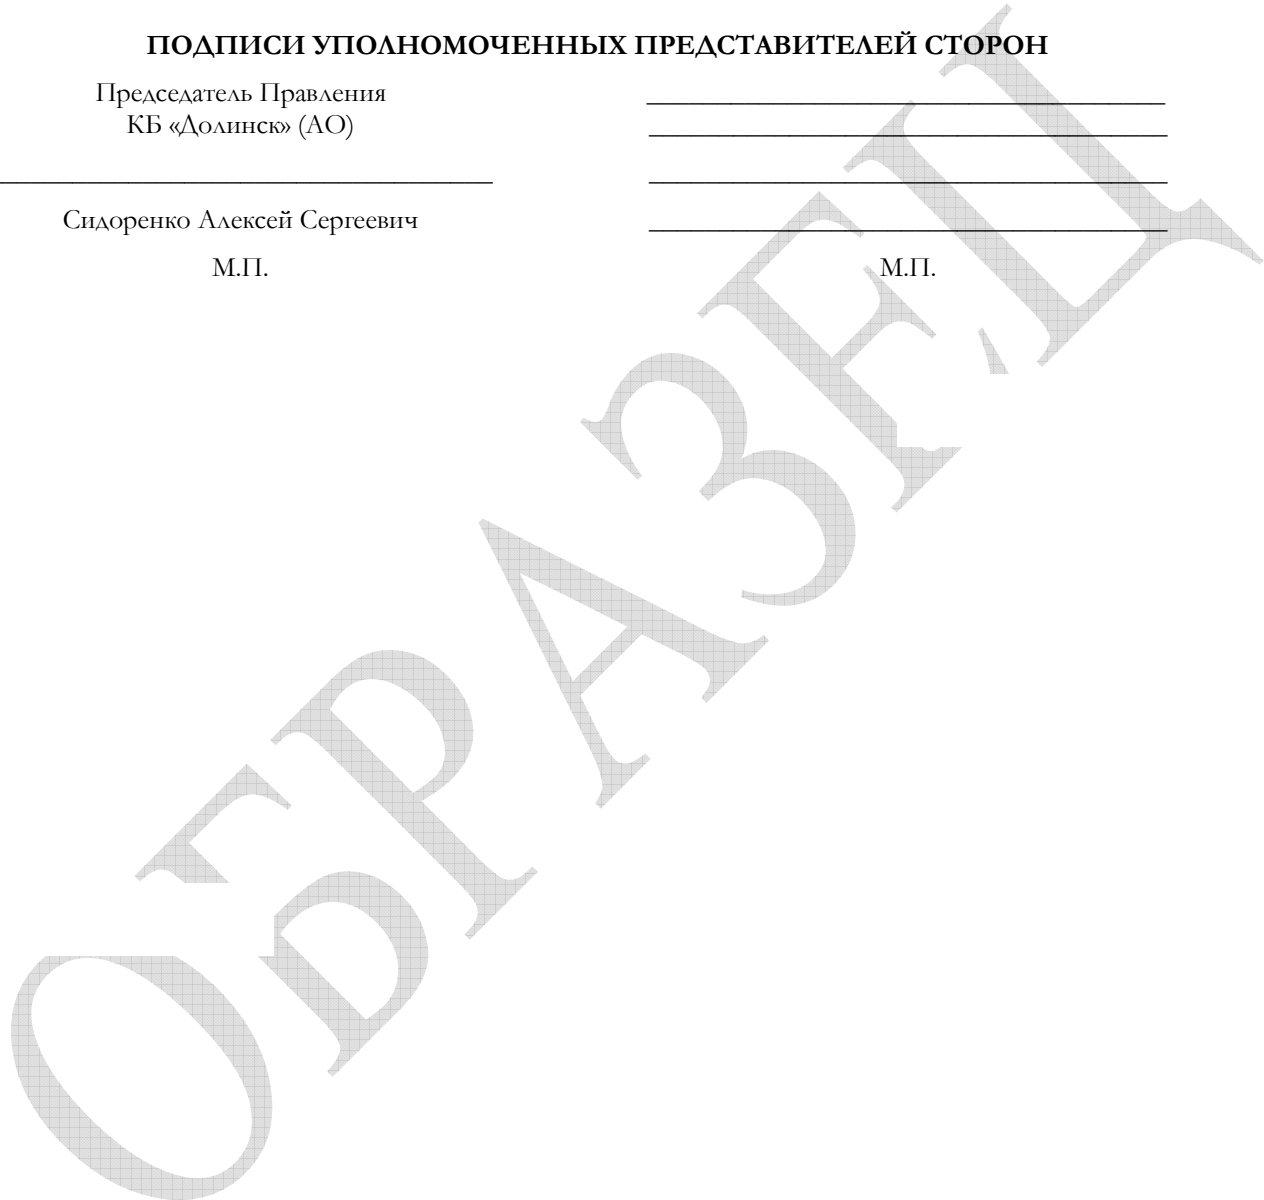 ПОДПИСИ УПОЛНОМОЧЕННЫХ ПРЕДСТАВИТЕЛЕЙ СТОРОН
Председатель Правления
КБ «Долинск» (АО)
Сидоренко Алексей Сергеевич
М.П.
М.П.
ОБРАЗЕЦ